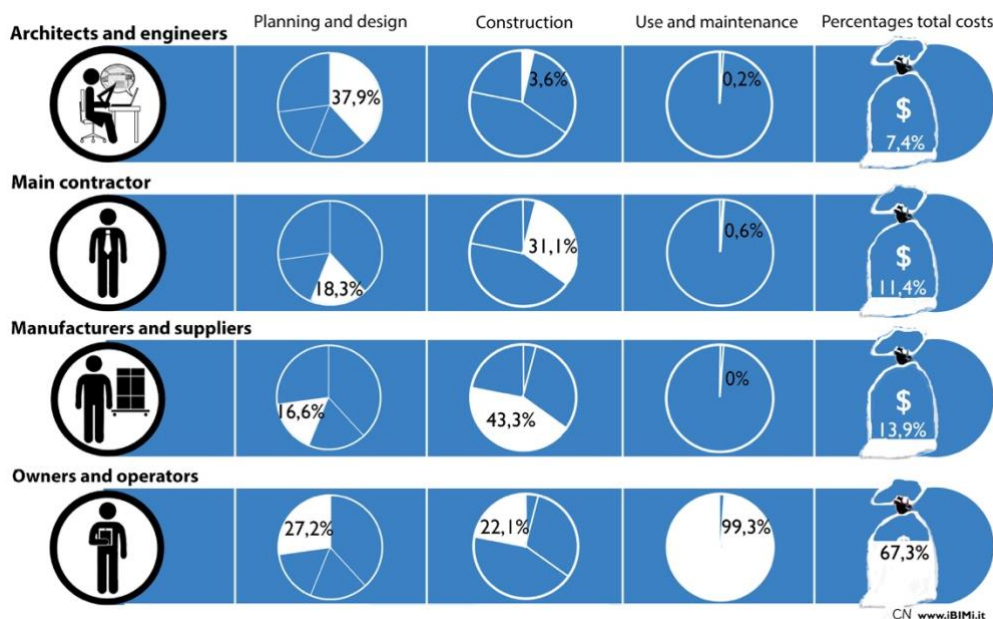 Planning and design Construction Use and maintenance Percentages total costs
Architects and engineers
37,9% 3,6% 0,2% $
7,4%
Main contractor
18,3% 31,1% 0,6% $
11,4%
Manufacturers and suppliers
16,6% 43,3% 0% $
13,9%
Owners and operators
27,2% 22,1% 99,3% 67,3%
CN www.iBIMi.it